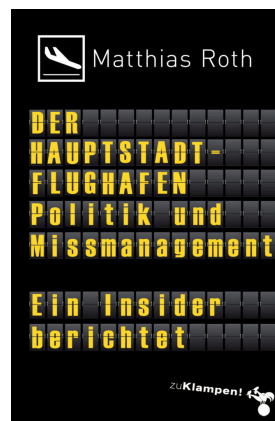 Matthias Roth
DER
HAUPTSTADT-
FLUGHAFEN
Politik und
Missmanagement
Ein Insider
berichtet
zuKlampen!